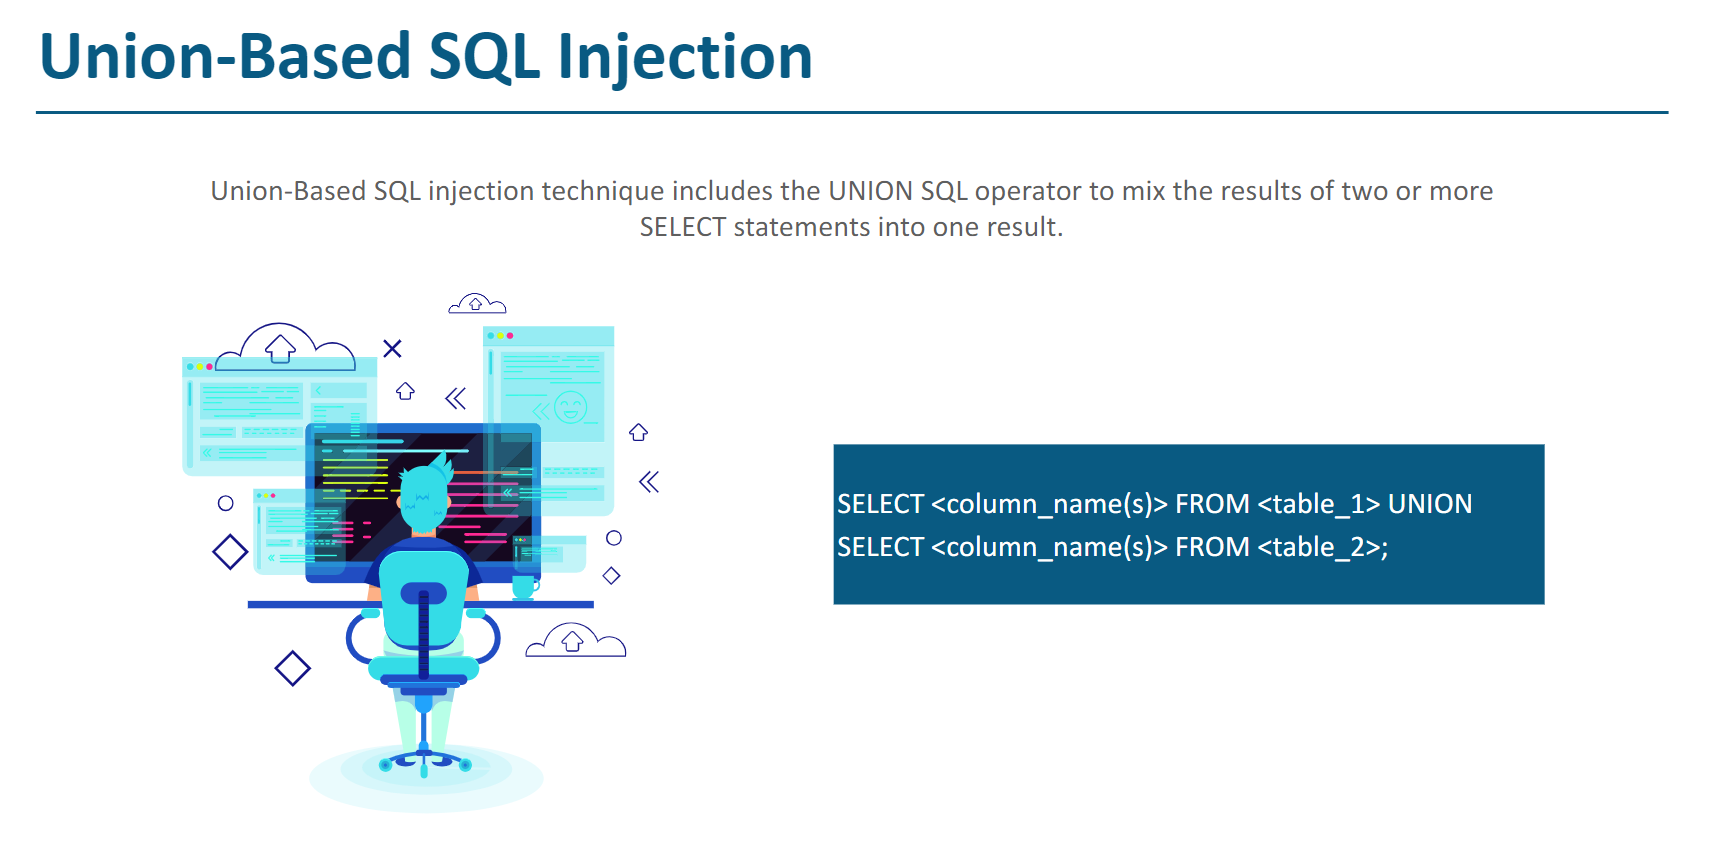 Union-Based SQL Injection
Union-Based SQL injection technique includes the UNION SQL operator to mix the results of two or more
SELECT statements into one result.
SELECT <column_name(s)> FROM <table_1> UNION
SELECT <column_name(s)> FROM <table_2>;